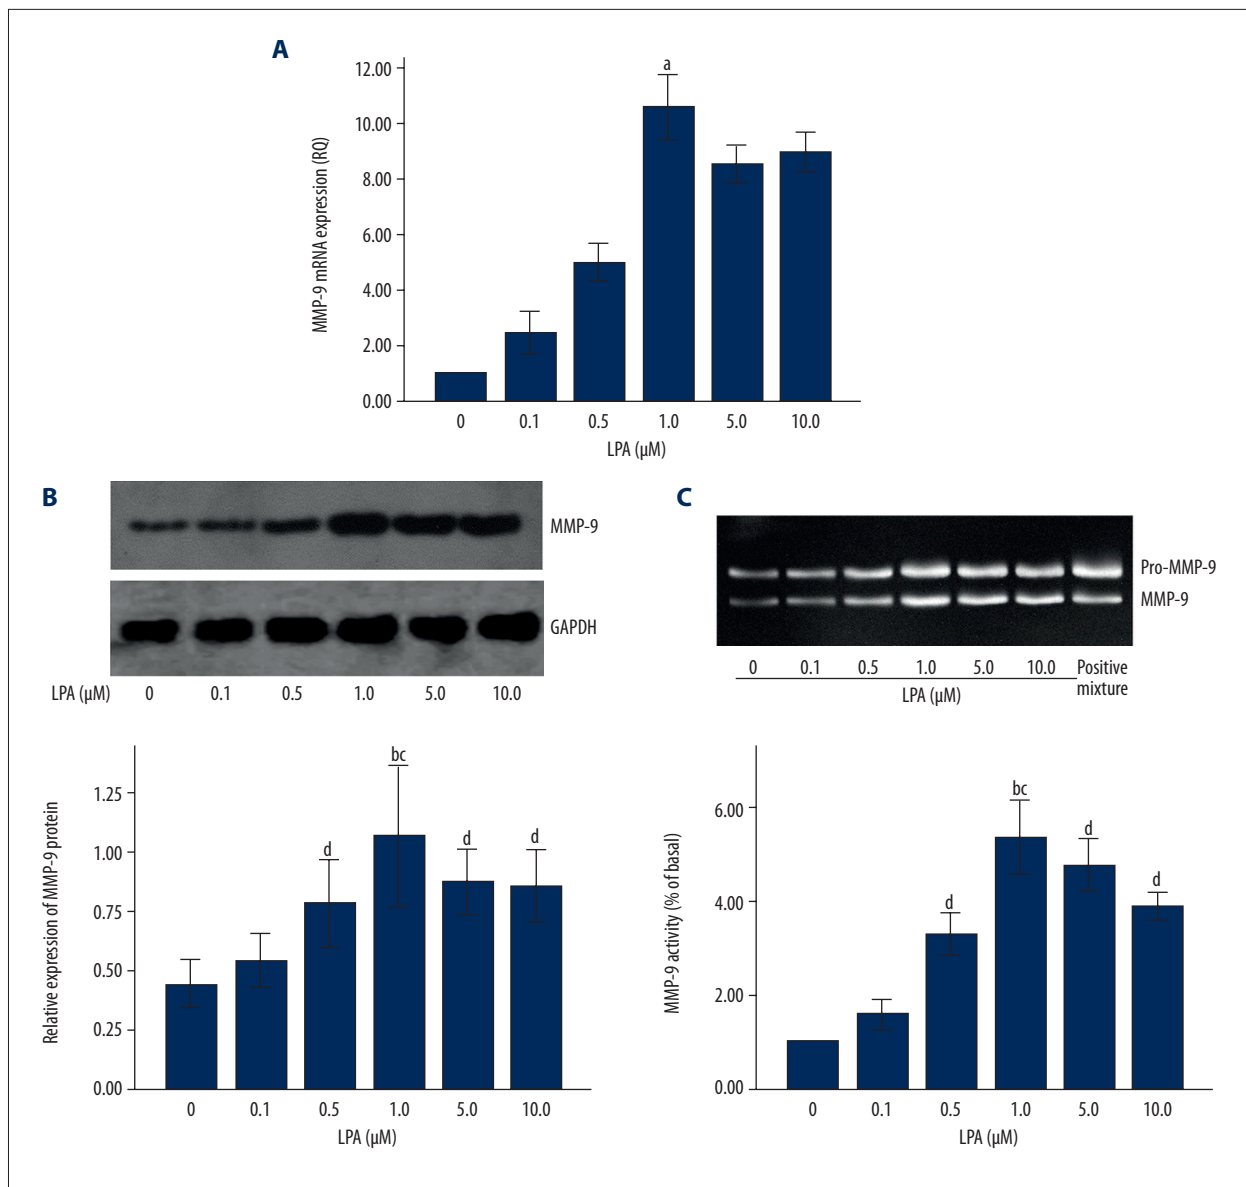 A
12.00
10.00
8.00
6.00
4.00
2.00
0.00
MMP-9 mRNA expression (RQ)
a
0 0.1 0.5 1.0 5.0 10.0
LPA (µM)
B
MMP-9
GAPDH
LPA (µM) 0 0.1 0.5 1.0 5.0 10.0
1.25
1.00
0.75
0.50
0.25
0.00
Relative expression of MMP-9 protein
d bc d d
0 0.1 0.5 1.0 5.0 10.0
LPA (µM)
C
Pro-MMP-9
MMP-9
0 0.1 0.5 1.0 5.0 10.0 Positive
mixture
LPA (µM)
6.00
4.00
2.00
0.00
MMP-9 activity (% of basal)
d bc d d
0 0.1 0.5 1.0 5.0 10.0
LPA (µM)